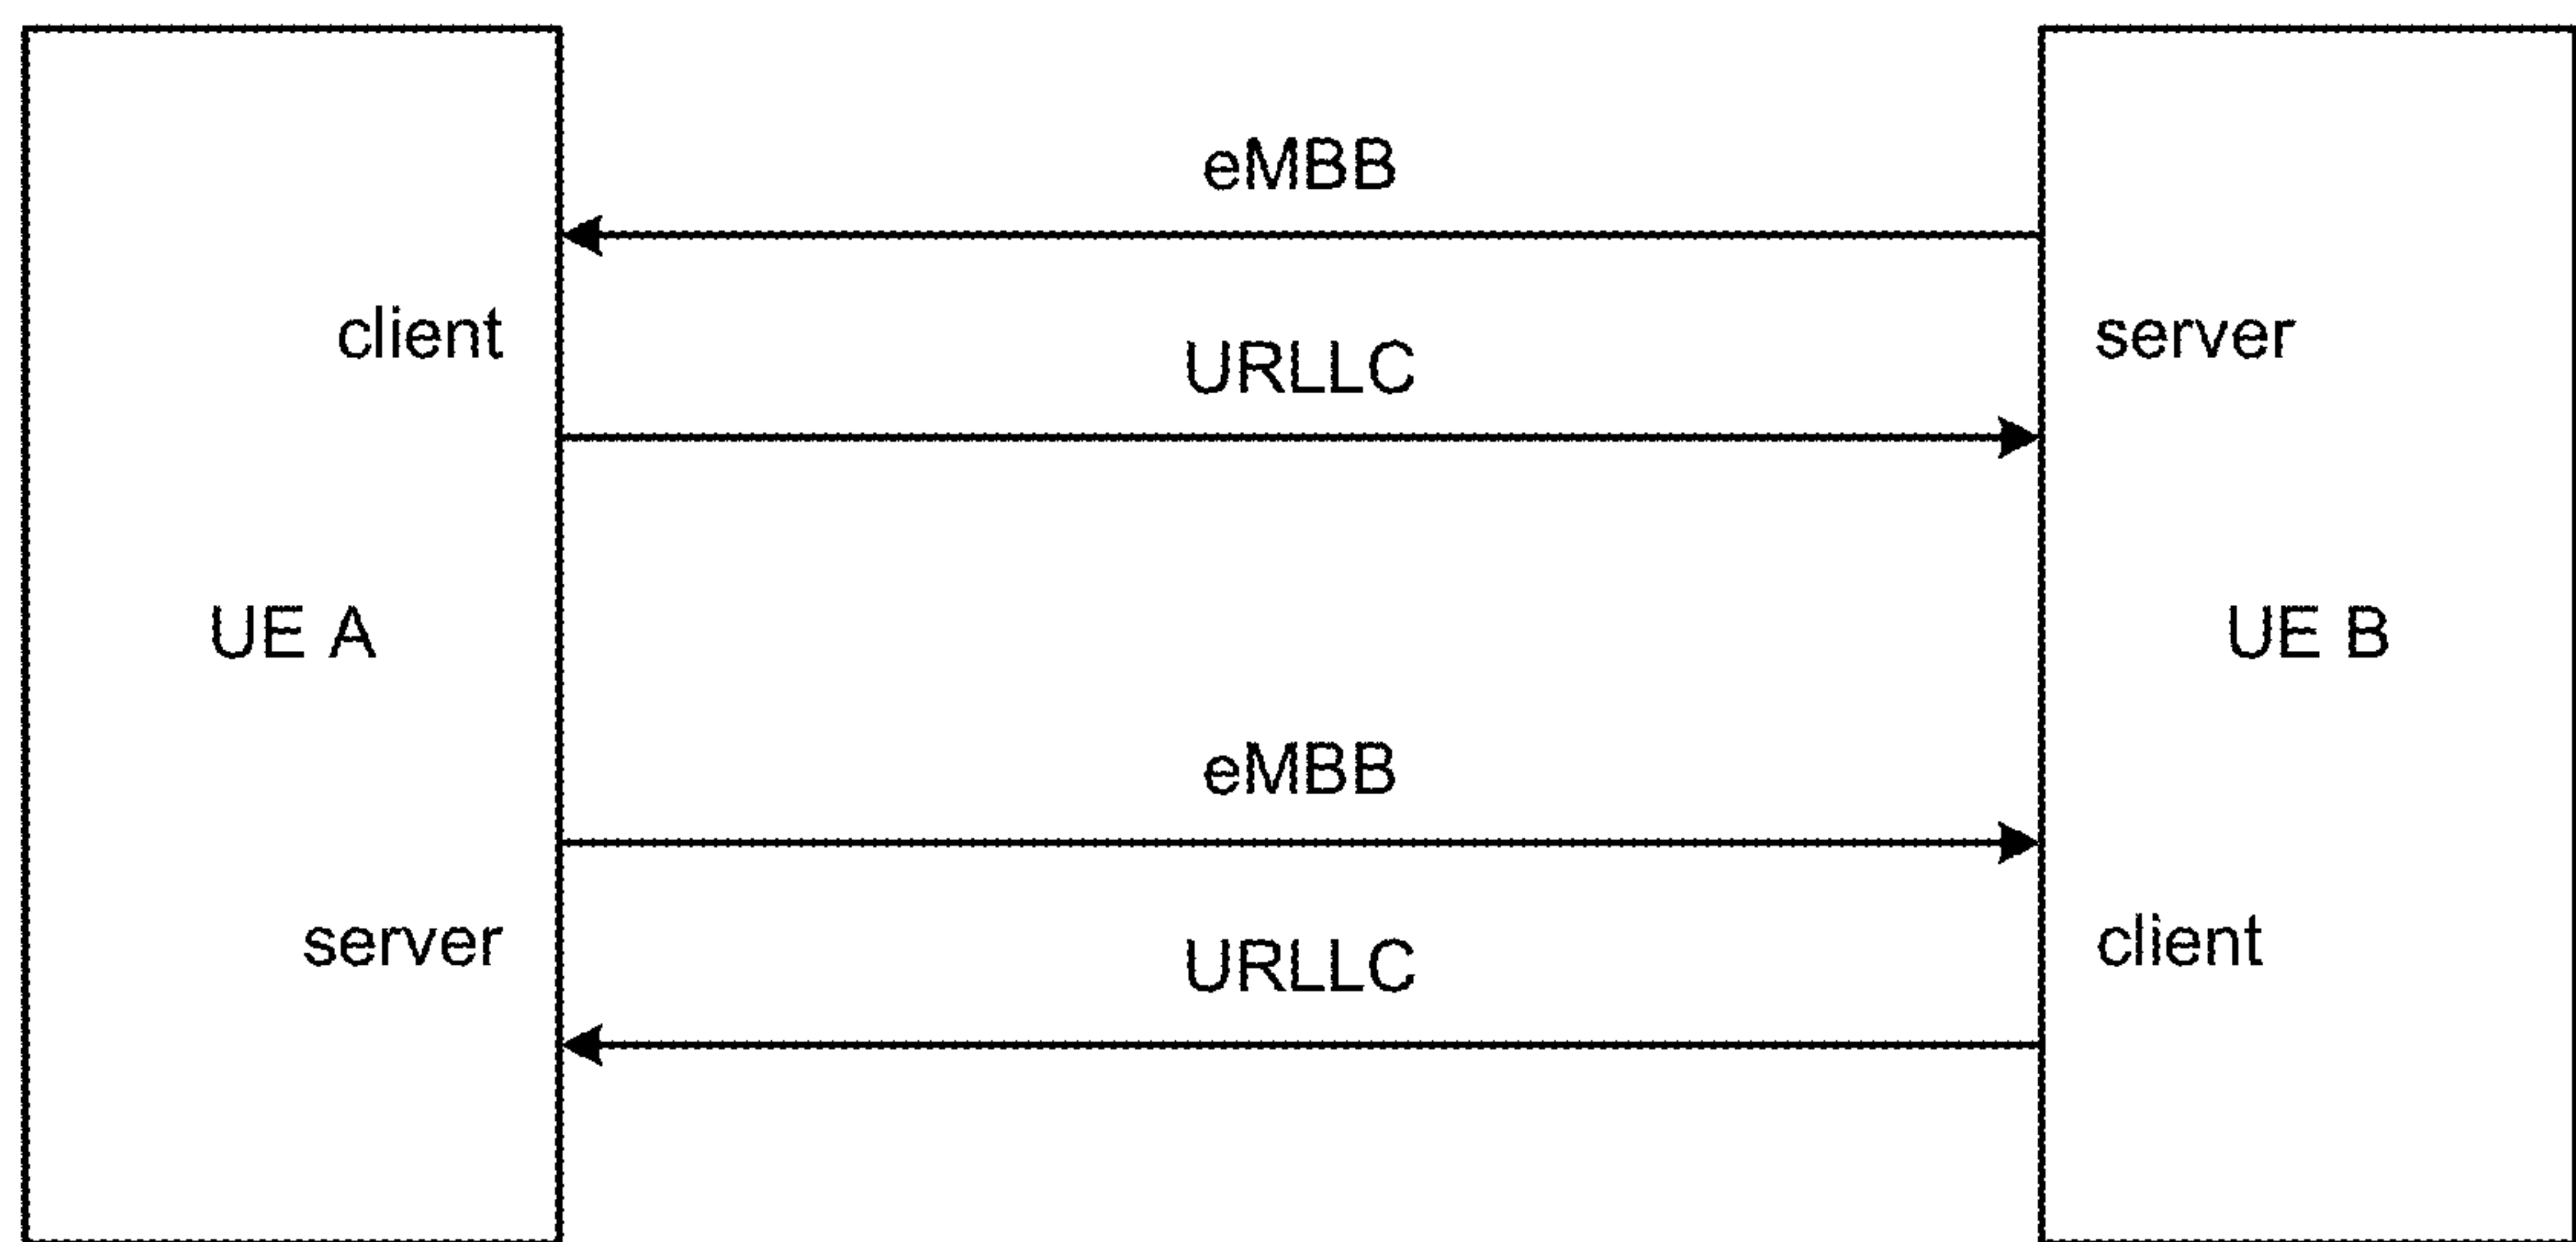 eMBB
client
server
URLLC
UE A
UE B
eMBB
server
client
URLLC